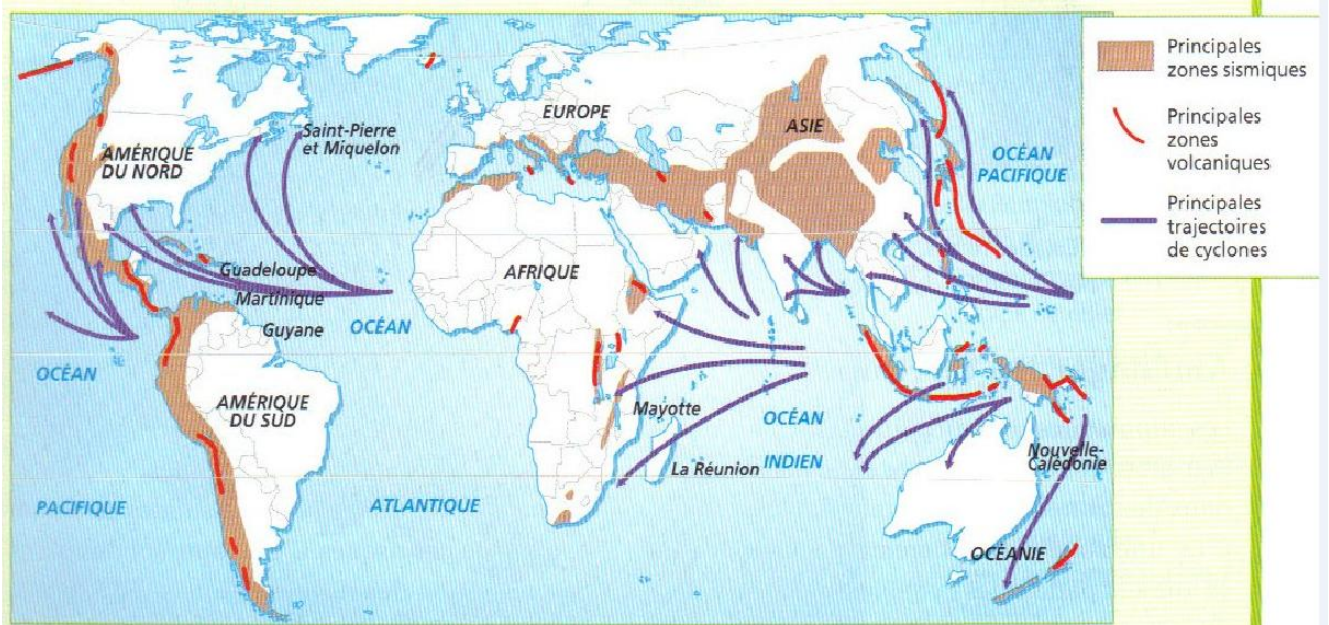 Principales
zones sismiques
Principales
zones
volcaniques
Principales
trajectoires
de cyclones
EUROPE
ASIE
Saint-Pierre
et Miquelon
AMÉRIQUE
DU NORD
OCÉAN
PACIFIQUE
Guadeloupe
AFRIQUE
Martinique
Guyane
OCÉAN
OCÉAN
AMÉRIQUE
DU SUD
Mayotte
OCÉAN
Nouvelle-
Calédonie
La Réunion
INDIEN
PACIFIQUE
ATLANTIQUE
OCÉANIE